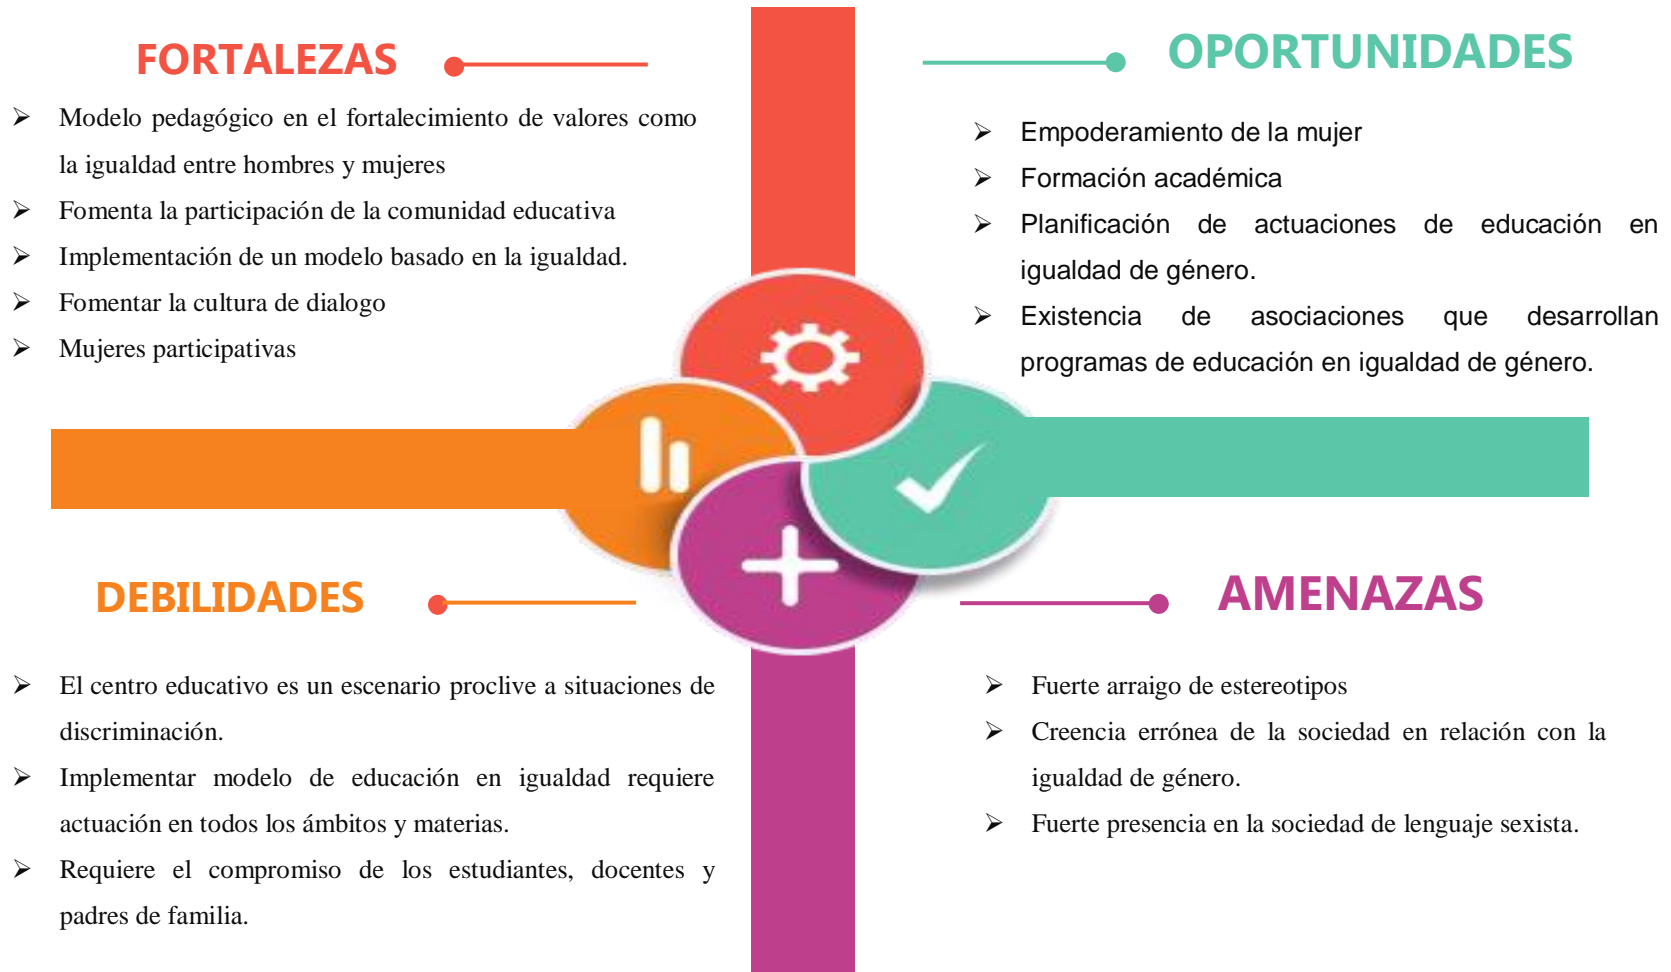 FORTALEZAS
➢ Modelo pedagógico en el fortalecimiento de valores como
la igualdad entre hombres y mujeres
➢ Fomenta la participación de la comunidad educativa
➢ Implementación de un modelo basado en la igualdad.
➢ Fomentar la cultura de dialogo
➢ Mujeres participativas
OPORTUNIDADES
➢ Empoderamiento de la mujer
➢ Formación académica
➢ Planificación de actuaciones de educación en
igualdad de género.
➢ Existencia de asociaciones que desarrollan
programas de educación en igualdad de género.
DEBILIDADES
➢ El centro educativo es un escenario proclive a situaciones de
discriminación.
➢ Implementar modelo de educación en igualdad requiere
actuación en todos los ámbitos y materias.
➢ Requiere el compromiso de los estudiantes, docentes y
padres de familia.
AMENAZAS
➢ Fuerte arraigo de estereotipos
➢ Creencia errónea de la sociedad en relación con la
igualdad de género.
➢ Fuerte presencia en la sociedad de lenguaje sexista.